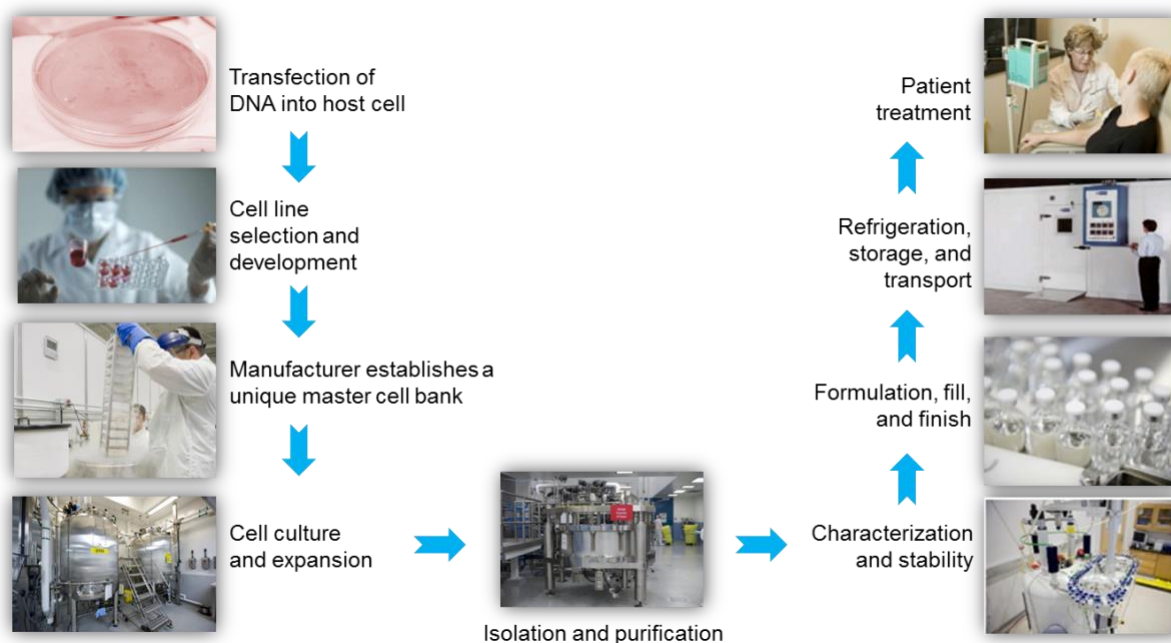 Transfection of
DNA into host cell
Cell line
selection and
development
Manufacturer establishes a
unique master cell bank
Cell culture
and expansion
Isolation and purification
Characterization
and stability
Formulation, fill,
and finish
Refrigeration,
storage, and
transport
Patient
treatment